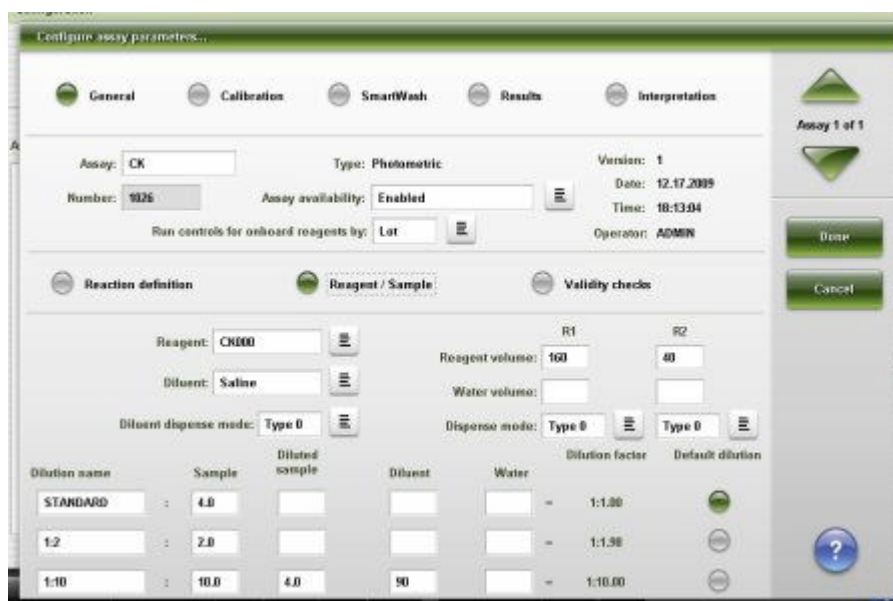 Configure assay parameters...
General Calibration SmartWash Results Interpretation
Assay 1 of 1
Assay: CK Type: Photometric Version: 1
Date: 12.17.2009
Number: 1026 Assay availability: Enabled
Time: 18:13:04
Run controls for onboard reagents by: Lot Operator: ADMIN
Done
Reaction definition Reagent / Sample Validity checks
Cancel
R1 R2
Reagent: CK000
Reagent volume: 160 40
Diluent: Saline
Water volume:
Diluent dispense mode: Type 0 Dispense mode: Type 0 Type 0
Dilution name Sample Diluted sample Diluent Water Dilution factor Default dilution
STANDARD : 4.0 = 1:1.00
1:2 : 2.0 = 1:1.98
1:10 : 10.0 4.0 90 = 1:10.00
?